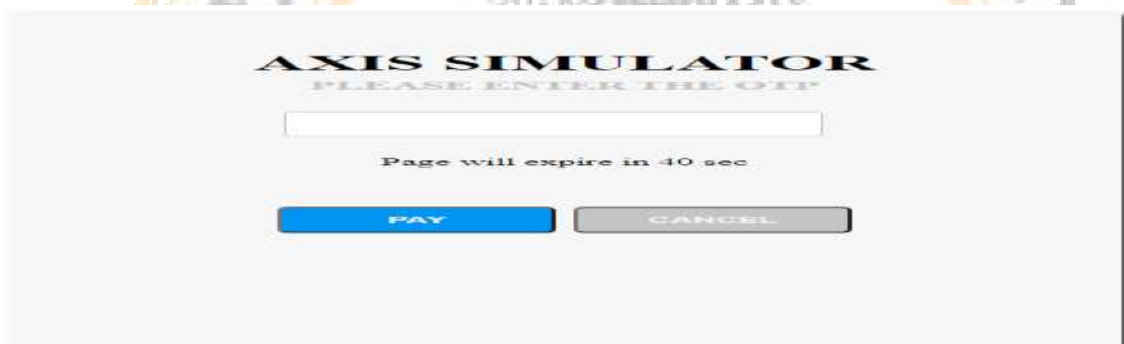 AXIS SIMULATOR
PLEASE ENTER THE OTP
Page will expire in 40 sec
PAY CANCEL